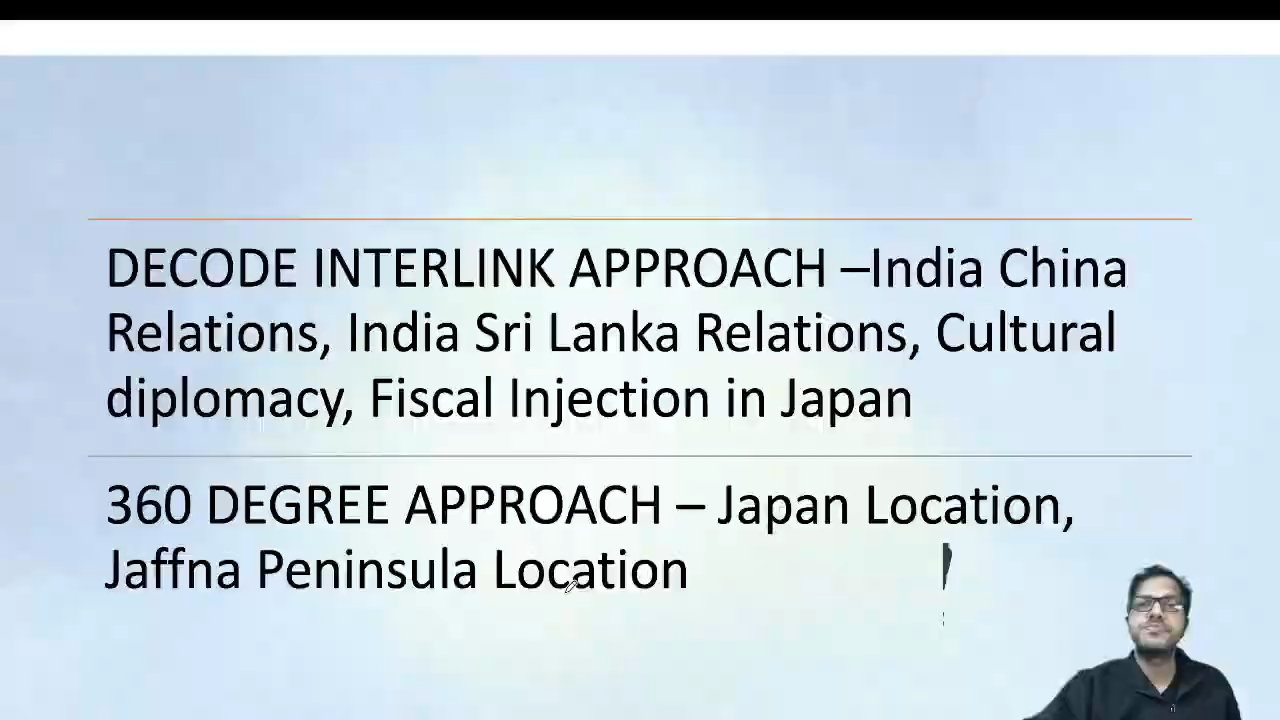 DECODE INTERLINK APPROACH –India China
Relations, India Sri Lanka Relations, Cultural
diplomacy, Fiscal Injection in Japan
360 DEGREE APPROACH – Japan Location,
Jaffna Peninsula Location